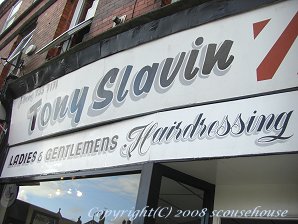 Tony Slavin
LADIES & GENTLEMENS Hairdressing
Copyright(C) 2008 scousehouse